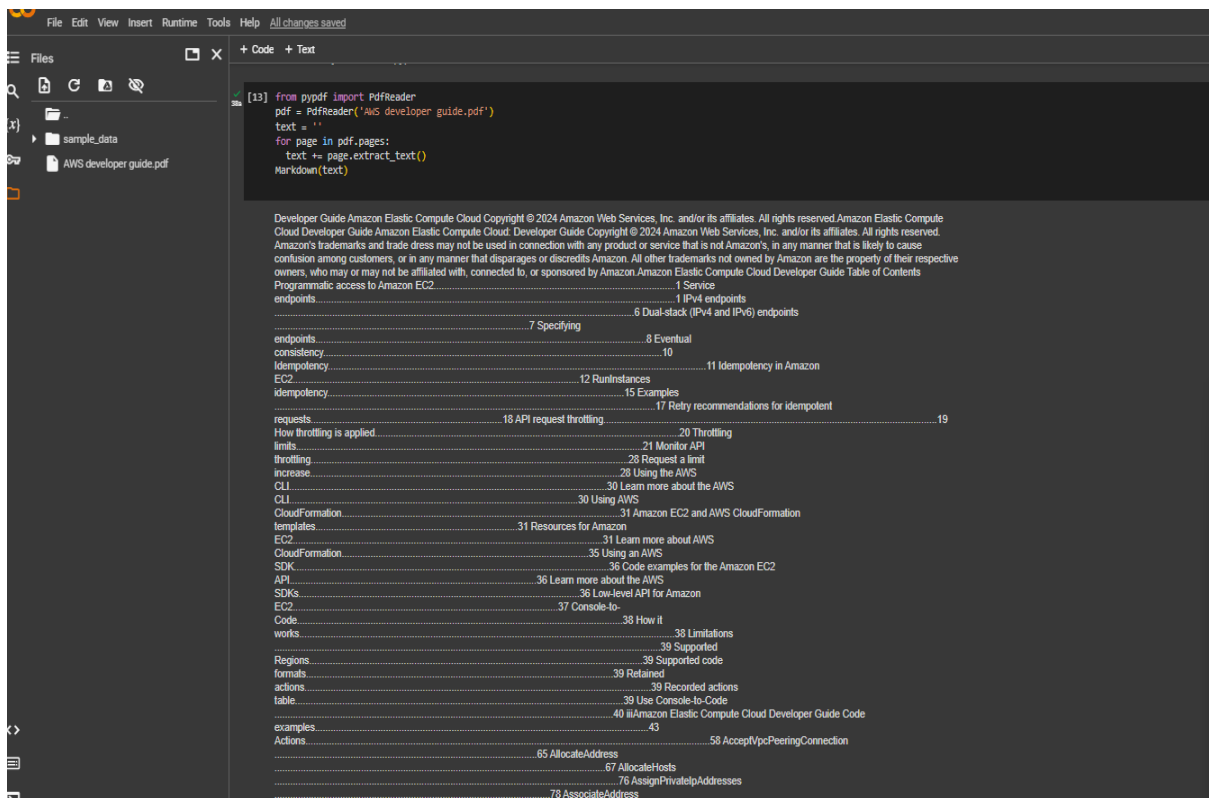 File Edit View Insert Runtime Tools Help All changes saved
Files
+ Code + Text
..
sample_data
AWS developer guide.pdf
{x}
38s
[13] from pypdf import PdfReader
pdf = PdfReader('AWS developer guide.pdf')
text = ''
for page in pdf.pages:
text += page.extract_text()
Markdown(text)
Developer Guide Amazon Elastic Compute Cloud Copyright © 2024 Amazon Web Services, Inc. and/or its affiliates. All rights reserved.Amazon Elastic Compute
Cloud Developer Guide Amazon Elastic Compute Cloud: Developer Guide Copyright © 2024 Amazon Web Services, Inc. and/or its affiliates. All rights reserved.
Amazon's trademarks and trade dress may not be used in connection with any product or service that is not Amazon's, in any manner that is likely to cause
confusion among customers, or in any manner that disparages or discredits Amazon. All other trademarks not owned by Amazon are the property of their respective
owners, who may or may not be affiliated with, connected to, or sponsored by Amazon.Amazon Elastic Compute Cloud Developer Guide Table of Contents
Programmatic access to Amazon EC2.....1 Service
endpoints.....1 IPv4 endpoints
.....6 Dual-stack (IPv4 and IPv6) endpoints
.....7 Specifying
endpoints.....8 Eventual
consistency.....10
Idempotency.....11 Idempotency in Amazon
EC2.....12 RunInstances
idempotency.....15 Examples
.....17 Retry recommendations for idempotent
requests.....18 API request throttling.....19
How throttling is applied.....20 Throttling
limits.....21 Monitor API
throttling.....28 Request a limit
increase.....28 Using the AWS
CLI.....30 Learn more about the AWS
CLI.....30 Using AWS
CloudFormation.....31 Amazon EC2 and AWS CloudFormation
templates.....31 Resources for Amazon
EC2.....31 Learn more about AWS
CloudFormation.....35 Using an AWS
SDK.....36 Code examples for the Amazon EC2
API.....36 Learn more about the AWS
SDKs.....36 Low-level API for Amazon
EC2.....37 Console-to-
Code.....38 How it
works.....38 Limitations
.....39 Supported
Regions.....39 Supported code
formats.....39 Retained
actions.....39 Recorded actions
table.....39 Use Console-to-Code
.....40 iiiAmazon Elastic Compute Cloud Developer Guide Code
examples.....43
Actions.....58 AcceptVpcPeeringConnection
.....65 AllocateAddress
.....67 AllocateHosts
.....76 AssignPrivateIpAddresses
.....78 AssociateAddress